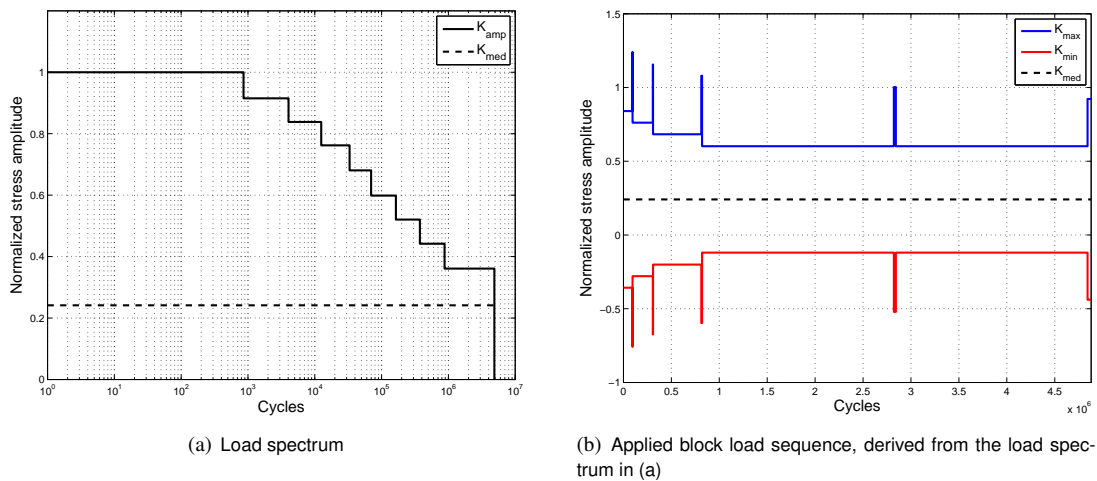 K_amp
K_med
Normalized stress amplitude
1
0.8
0.6
0.4
0.2
0
10^0 10^1 10^2 10^3 10^4 10^5 10^6 10^7
Cycles
(a) Load spectrum
K_max
K_min
K_med
Normalized stress amplitude
1.5
1
0.5
0
−0.5
−1
0 0.5 1 1.5 2 2.5 3 3.5 4 4.5
x 10^6
Cycles
(b) Applied block load sequence, derived from the load spec-
trum in (a)